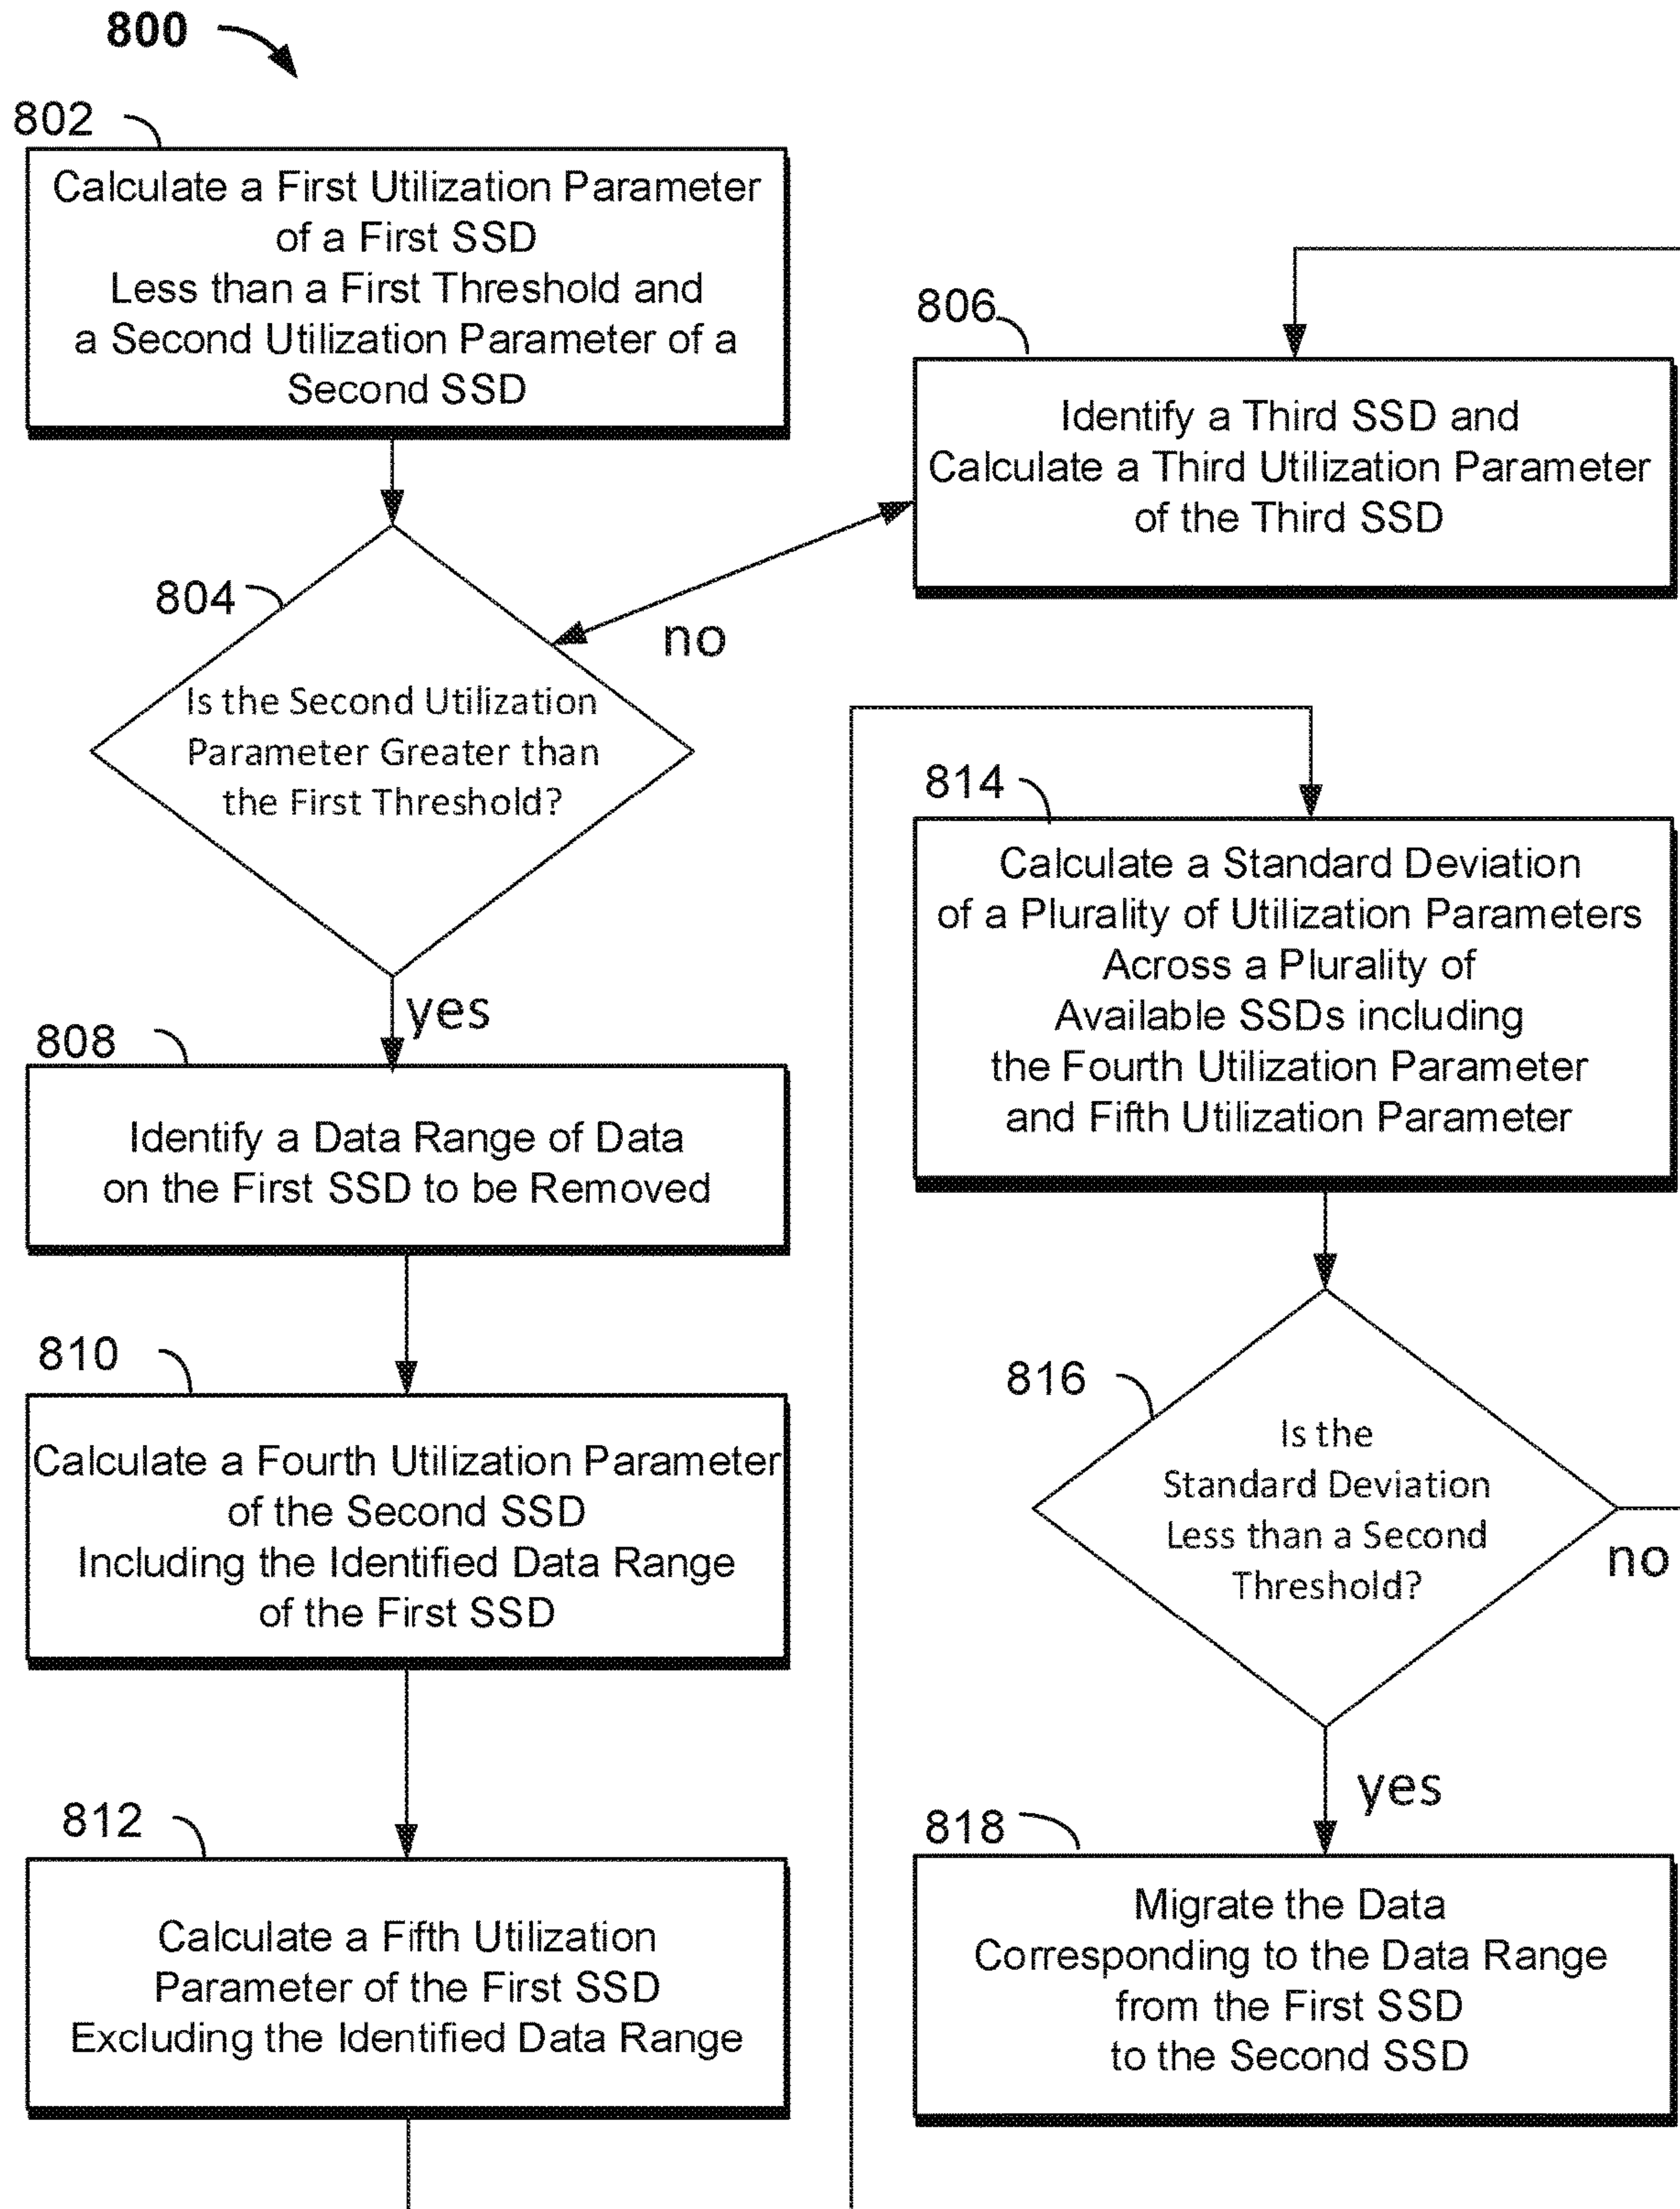 800
802
Calculate a First Utilization Parameter
of a First SSD
Less than a First Threshold and
a Second Utilization Parameter of a
Second SSD
804
Is the Second Utilization
Parameter Greater than
the First Threshold?
no
yes
806
Identify a Third SSD and
Calculate a Third Utilization Parameter
of the Third SSD
808
Identify a Data Range of Data
on the First SSD to be Removed
810
Calculate a Fourth Utilization Parameter
of the Second SSD
Including the Identified Data Range
of the First SSD
812
Calculate a Fifth Utilization
Parameter of the First SSD
Excluding the Identified Data Range
814
Calculate a Standard Deviation
of a Plurality of Utilization Parameters
Across a Plurality of
Available SSDs including
the Fourth Utilization Parameter
and Fifth Utilization Parameter
816
Is the
Standard Deviation
Less than a Second
Threshold?
no
yes
818
Migrate the Data
Corresponding to the Data Range
from the First SSD
to the Second SSD